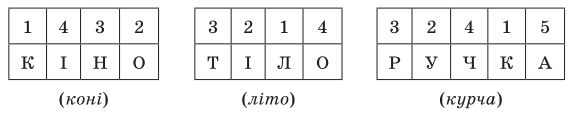 1 4 3 2 3 2 1 4 3 2 4 1 5
К І Н О Т І Л О Р У Ч К А
(коні) (літо) (курча)